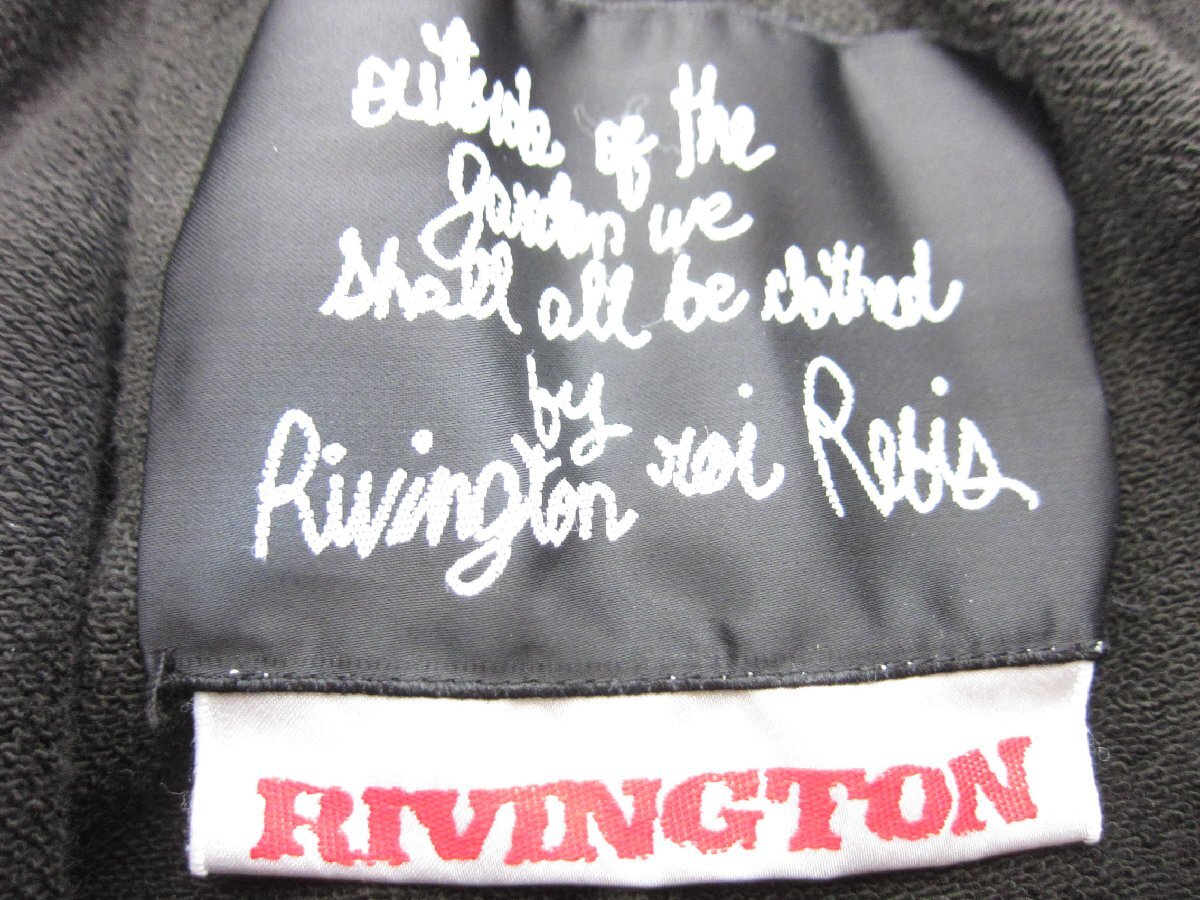 outside of the
garden we
shall all be clothed
by
Rivington roi Rebis
RIVINGTON